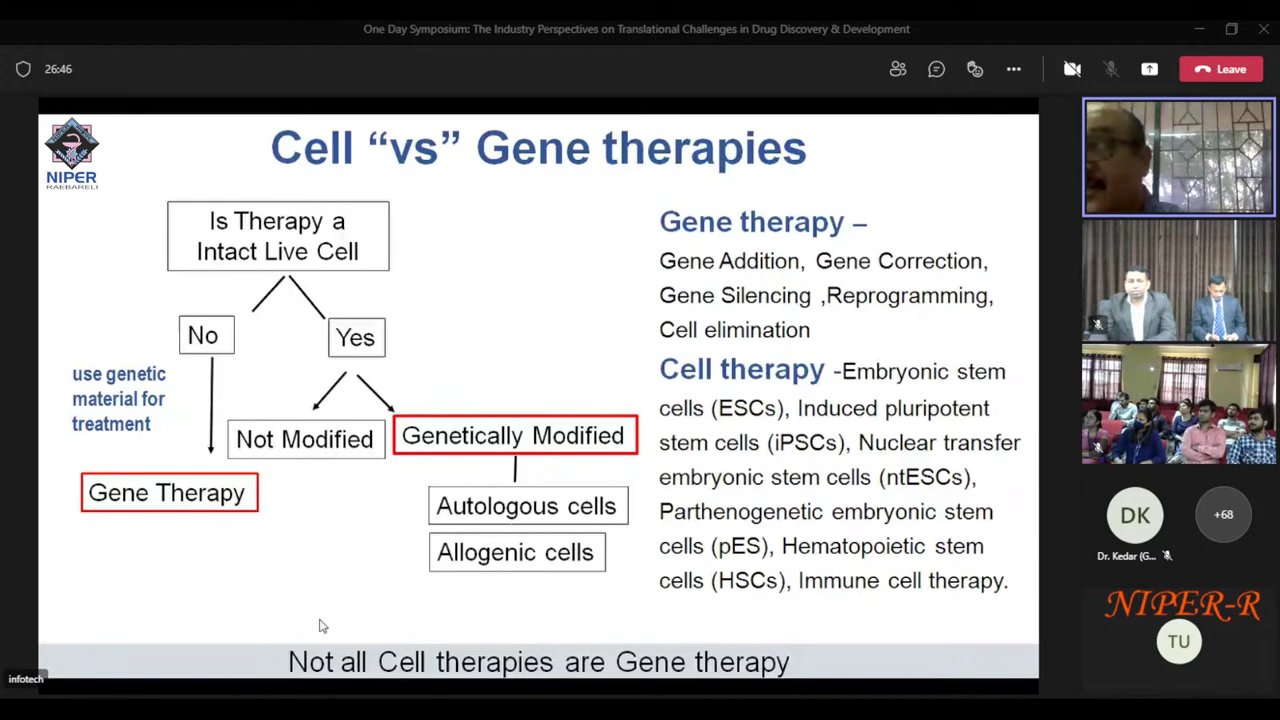 One Day Symposium: The Industry Perspectives on Translational Challenges in Drug Discovery & Development
26:46
Leave
NIPER
RAEBARELI
Cell “vs” Gene therapies
Is Therapy a
Intact Live Cell
No
Yes
use genetic
material for
treatment
Not Modified
Genetically Modified
Gene Therapy
Autologous cells
Allogenic cells
Gene therapy –
Gene Addition, Gene Correction,
Gene Silencing ,Reprogramming,
Cell elimination
Cell therapy -Embryonic stem
cells (ESCs), Induced pluripotent
stem cells (iPSCs), Nuclear transfer
embryonic stem cells (ntESCs),
Parthenogenetic embryonic stem
cells (pES), Hematopoietic stem
cells (HSCs), Immune cell therapy.
Not all Cell therapies are Gene therapy
infotech
DK
+68
Dr. Kedar (G...
NIPER-R
TU